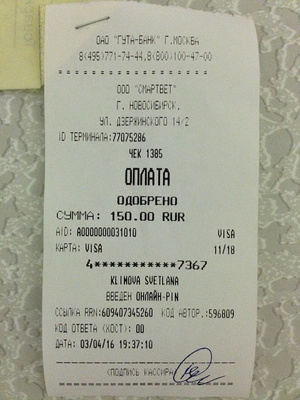 ОАО "ГУТА-БАНК" Г.МОСКВА
8(495)771-74-44,8(800)100-47-00
ООО "СМАРТВЕТ"
Г. НОВОСИБИРСК.
УЛ. ДЗЕРЖИНСКОГО 14/2
ID ТЕРМИНАЛА:77075286
ЧЕК 1385
ОПЛАТА
ОДОБРЕНО
СУММА: 150.00 RUR
AID: A0000000031010 VISA
КАРТА: VISA 11/18
4***********7367
KLIMOVA SVETLANA
ВВЕДЕН ОНЛАЙН-PIN
ССЫЛКА RRN:609407345260 КОД АВТОР.:596809
КОД ОТВЕТА (ХОСТ): 00
ДАТА: 03/04/16 19:37:10
(ПОДПИСЬ КАССИРА)